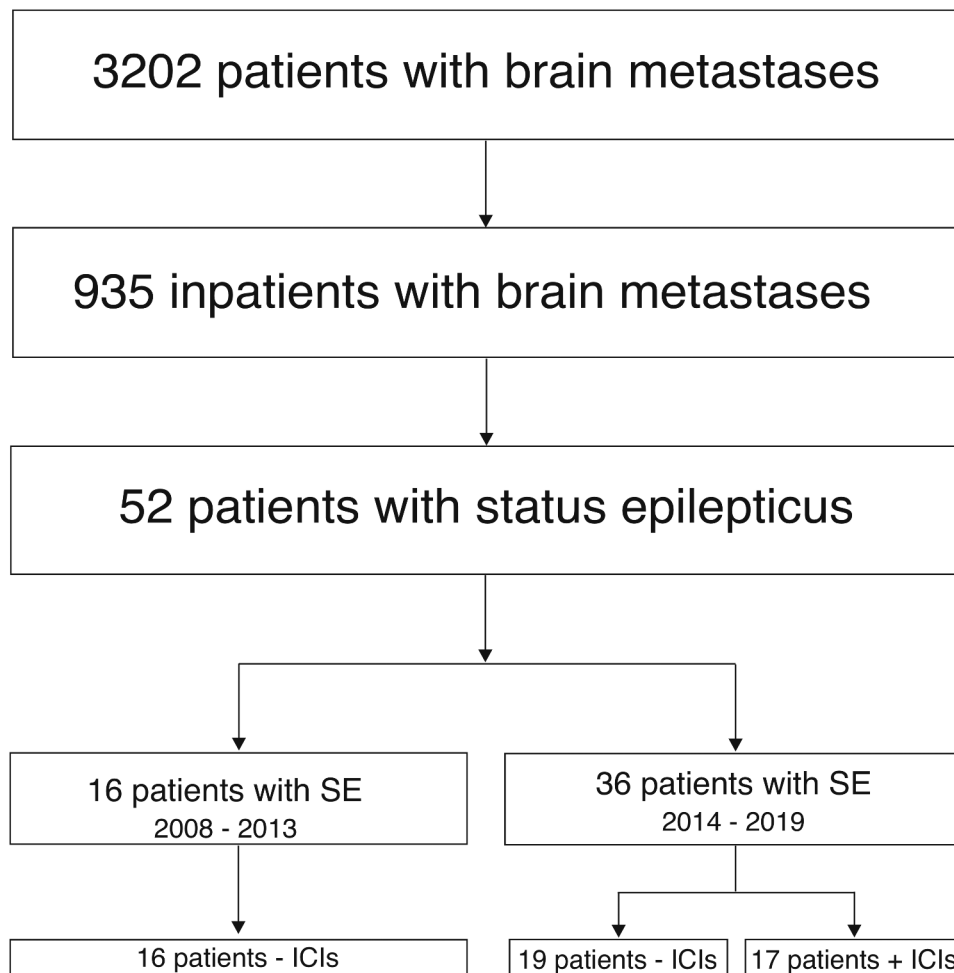 3202 patients with brain metastases
935 inpatients with brain metastases
52 patients with status epilepticus
16 patients with SE
2008 - 2013
36 patients with SE
2014 - 2019
16 patients - ICIs
19 patients - ICIs
17 patients + ICIs